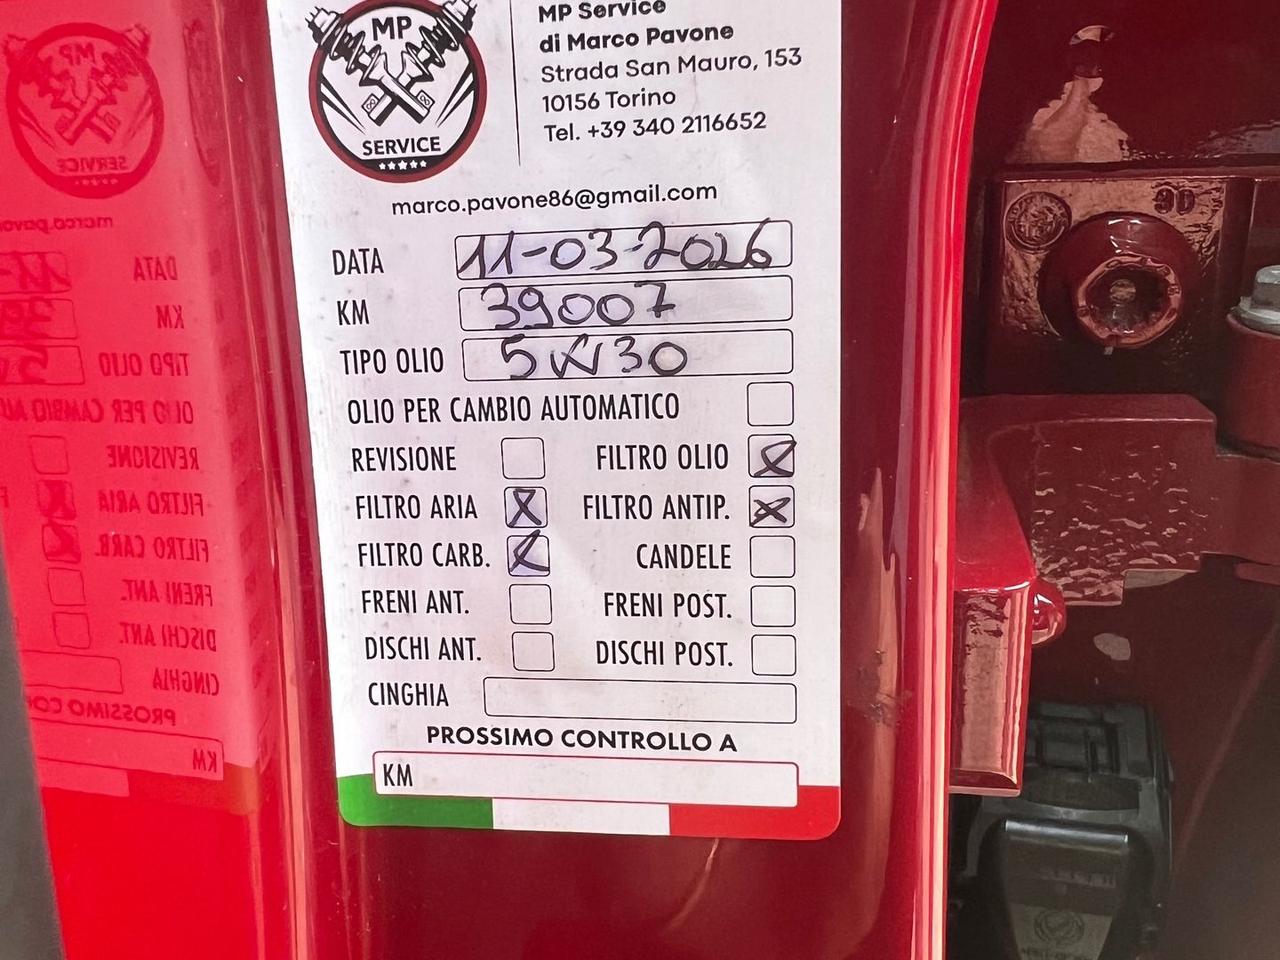 MP
SERVICE
MP Service
di Marco Pavone
Strada San Mauro, 153
10156 Torino
Tel. +39 340 2116652
marco.pavone86@gmail.com
DATA 11-03-2026
KM 39007
TIPO OLIO 5W30
OLIO PER CAMBIO AUTOMATICO
REVISIONE FILTRO OLIO X
FILTRO ARIA X FILTRO ANTIP. X
FILTRO CARB. X CANDELE
FRENI ANT. FRENI POST.
DISCHI ANT. DISCHI POST.
CINGHIA
PROSSIMO CONTROLLO A
KM